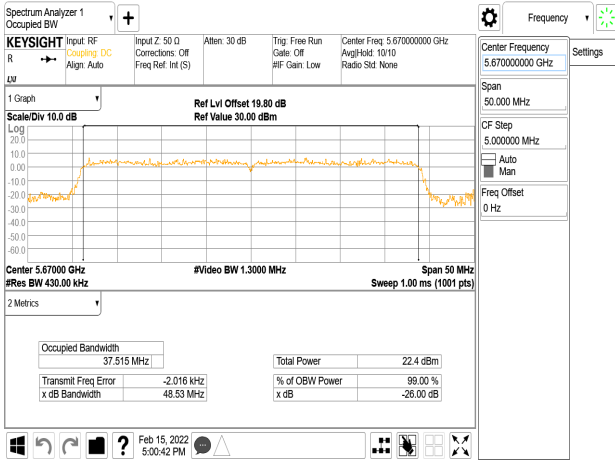 Spectrum Analyzer 1
Occupied BW
Frequency
KEYSIGHT
R
LXI
Input: RF
Coupling: DC
Align: Auto
Input Z: 50 Ω
Corrections: Off
Freq Ref: Int (S)
Atten: 30 dB
Trig: Free Run
Gate: Off
#IF Gain: Low
Center Freq: 5.670000000 GHz
Avg|Hold: 10/10
Radio Std: None
Center Frequency
5.670000000 GHz
Settings
Span
50.000 MHz
CF Step
5.000000 MHz
Auto
Man
Freq Offset
0 Hz
1 Graph
Scale/Div 10.0 dB
Ref Lvl Offset 19.80 dB
Ref Value 30.00 dBm
Log
20.0
10.0
0.00
-10.0
-20.0
-30.0
-40.0
-50.0
-60.0
Center 5.67000 GHz
#Video BW 1.3000 MHz
Span 50 MHz
#Res BW 430.00 kHz
Sweep 1.00 ms (1001 pts)
2 Metrics
Occupied Bandwidth
37.515 MHz
Total Power 22.4 dBm
Transmit Freq Error -2.016 kHz
% of OBW Power 99.00 %
x dB Bandwidth 48.53 MHz
x dB -26.00 dB
?
Feb 15, 2022
5:00:42 PM